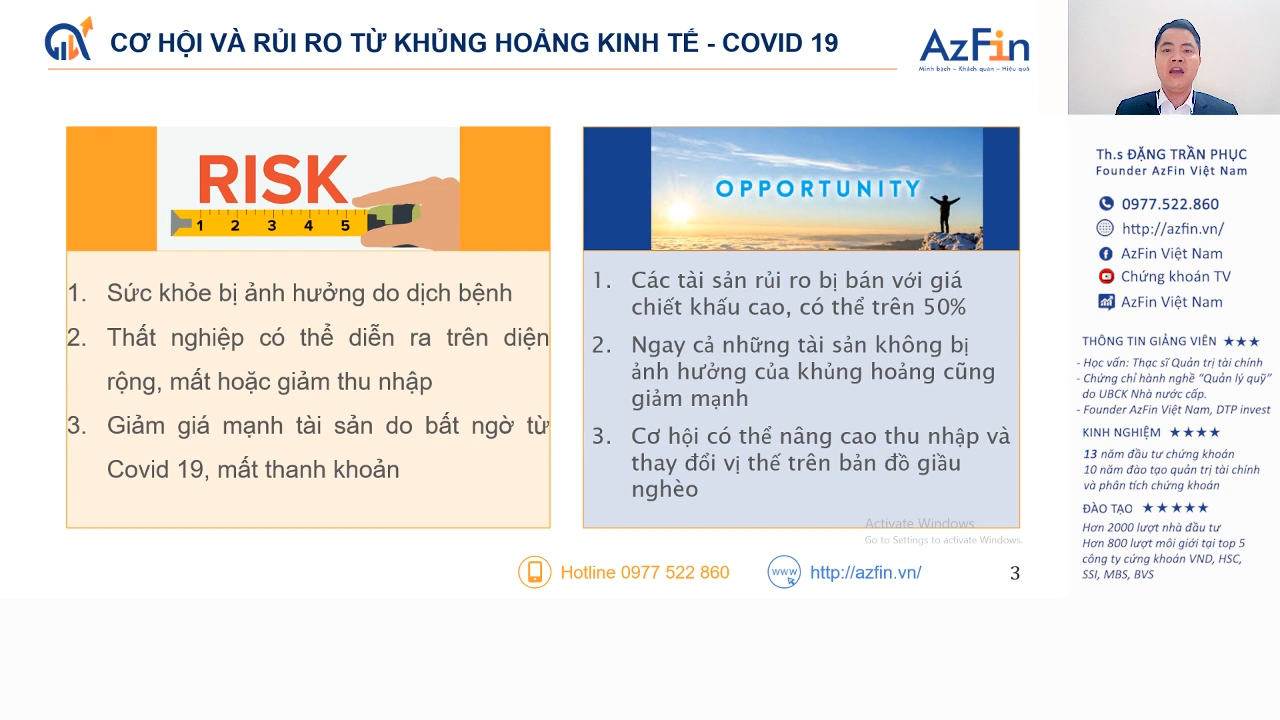 CƠ HỘI VÀ RỦI RO TỪ KHỦNG HOẢNG KINH TẾ - COVID 19
AzFin
Minh bạch – Khách quan – Hiệu quả
RISK
1 2 3 4 5
1. Sức khỏe bị ảnh hưởng do dịch bệnh
2. Thất nghiệp có thể diễn ra trên diện
rộng, mất hoặc giảm thu nhập
3. Giảm giá mạnh tài sản do bất ngờ từ
Covid 19, mất thanh khoản
OPPORTUNITY
1. Các tài sản rủi ro bị bán với giá
chiết khấu cao, có thể trên 50%
2. Ngay cả những tài sản không bị
ảnh hưởng của khủng hoảng cũng
giảm mạnh
3. Cơ hội có thể nâng cao thu nhập và
thay đổi vị thế trên bản đồ giầu
nghèo
Activate Windows
Go to Settings to activate Windows.
Hotline 0977 522 860
www
http://azfin.vn/
3
Th.s ĐẶNG TRẦN PHỤC
Founder AzFin Việt Nam
0977.522.860
http://azfin.vn/
AzFin Việt Nam
Chứng khoán TV
AzFin Việt Nam
THÔNG TIN GIẢNG VIÊN ★★★
- Học vấn: Thạc sĩ Quản trị tài chính
- Chứng chỉ hành nghề “Quản lý quỹ”
do UBCK Nhà nước cấp.
- Founder AzFin Việt Nam, DTP invest
KINH NGHIỆM ★★★★
13 năm đầu tư chứng khoán
10 năm đào tạo quản trị tài chính
và phân tích chứng khoán
ĐÀO TẠO ★★★★★
Hơn 2000 lượt nhà đầu tư
Hơn 800 lượt môi giới tại top 5
công ty cứng khoán VND, HSC,
SSI, MBS, BVS